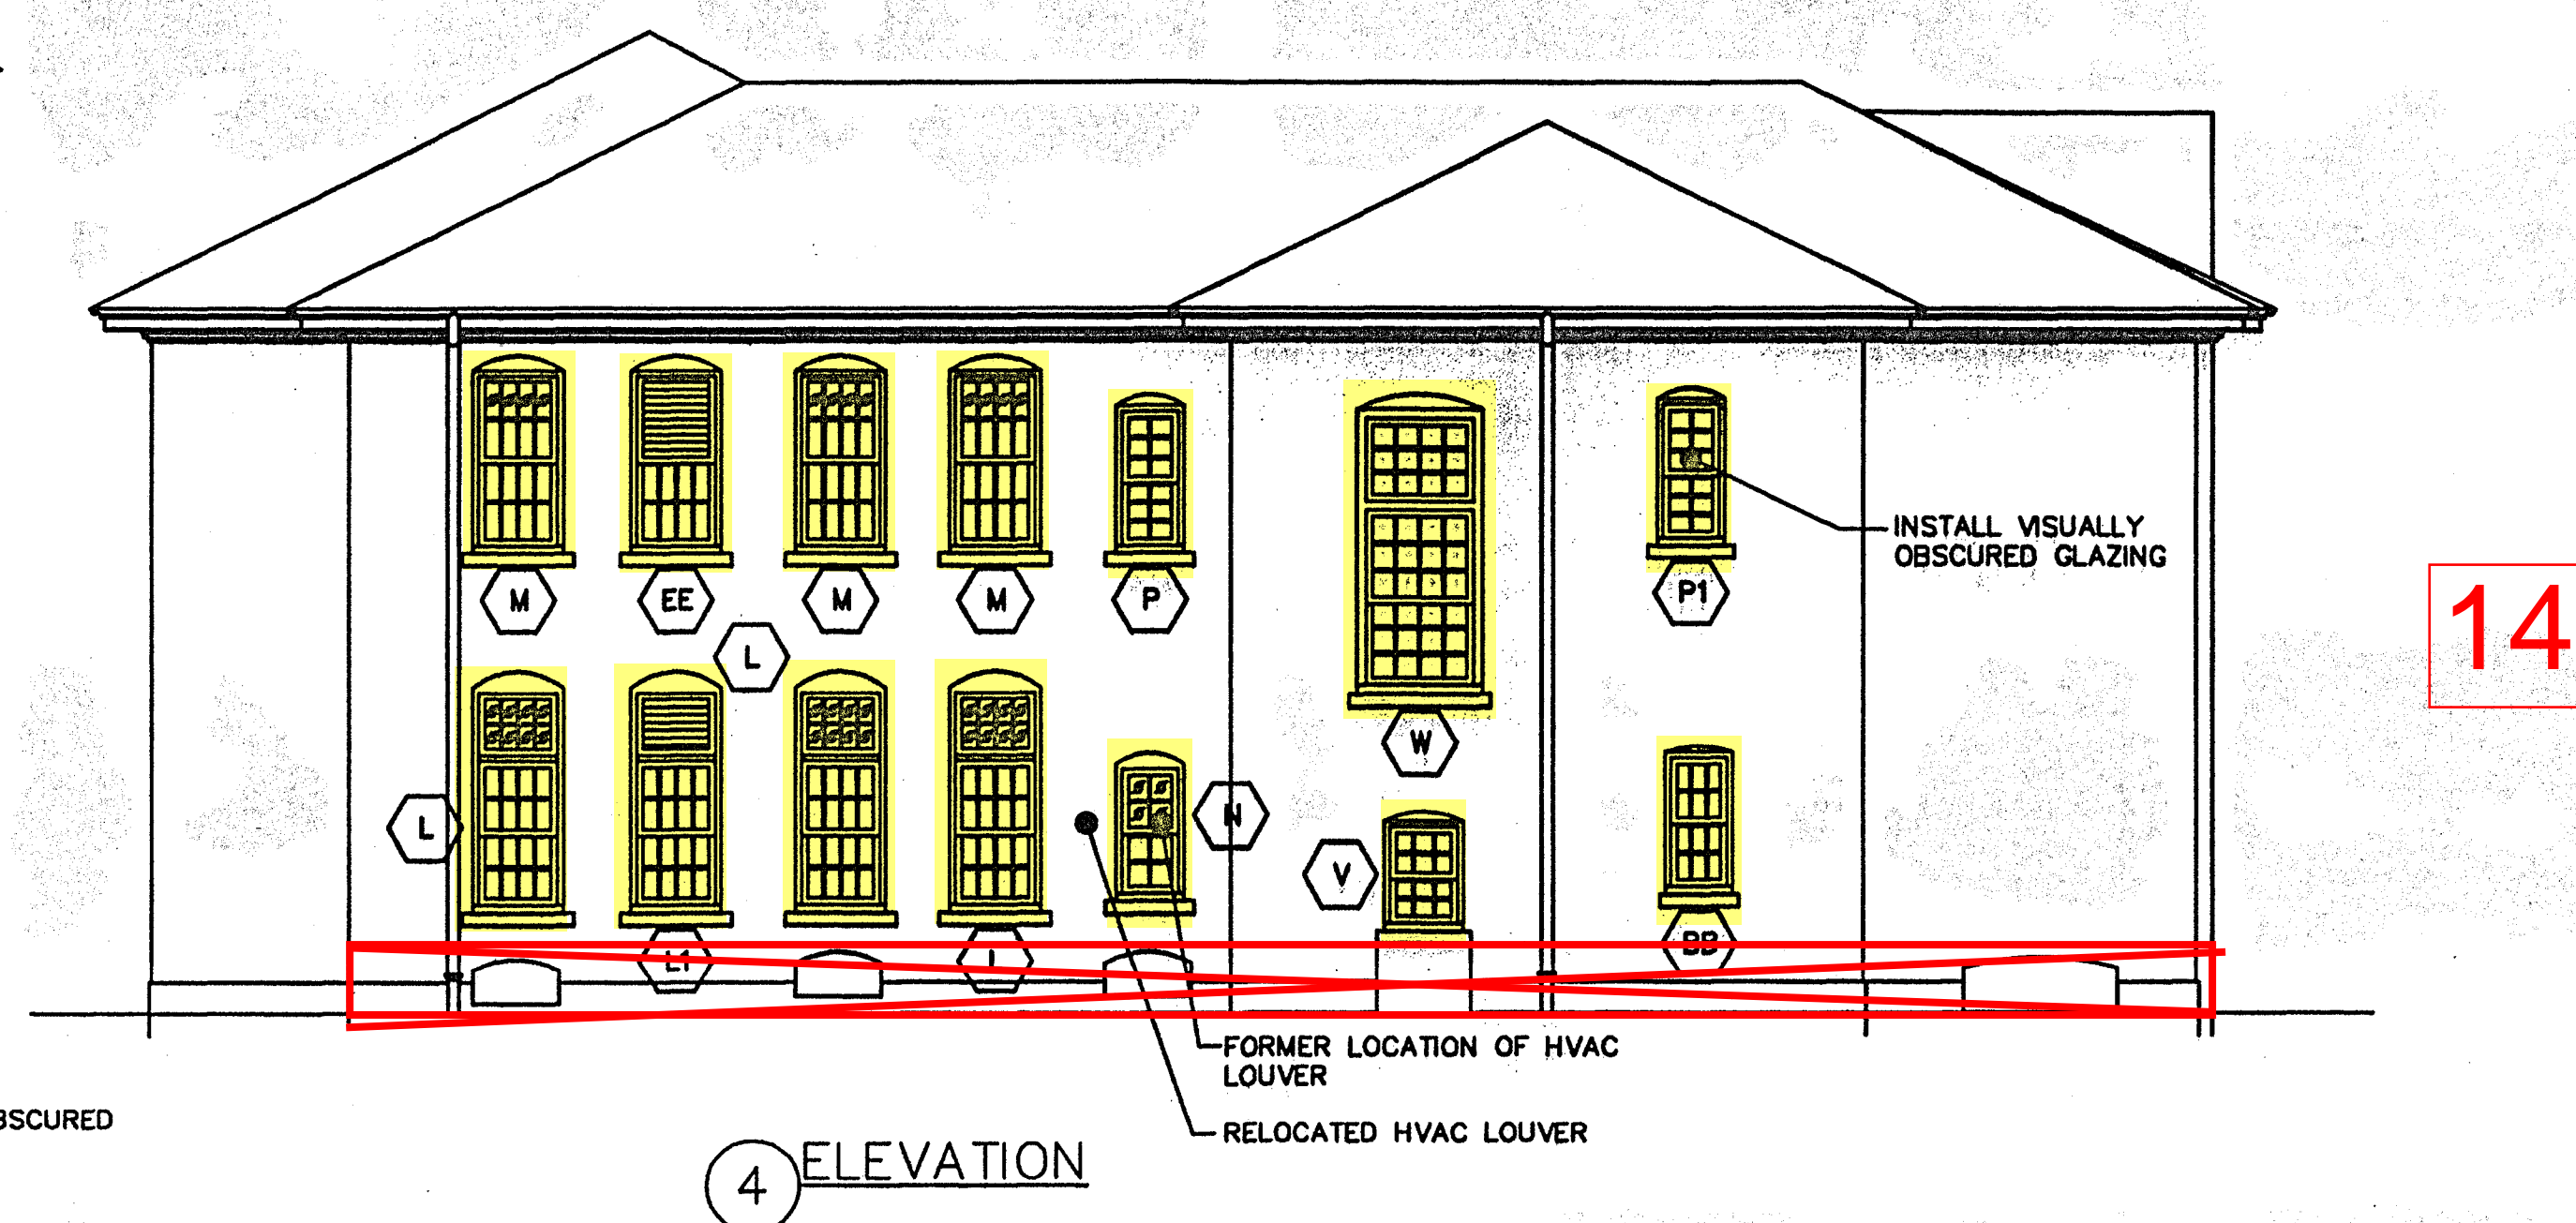 INSTALL VISUALLY
OBSCURED GLAZING
14
M
EE
M
M
P
P1
L
W
L
N
V
L1
L
BB
FORMER LOCATION OF HVAC
LOUVER
RELOCATED HVAC LOUVER
BSCURED
4
ELEVATION